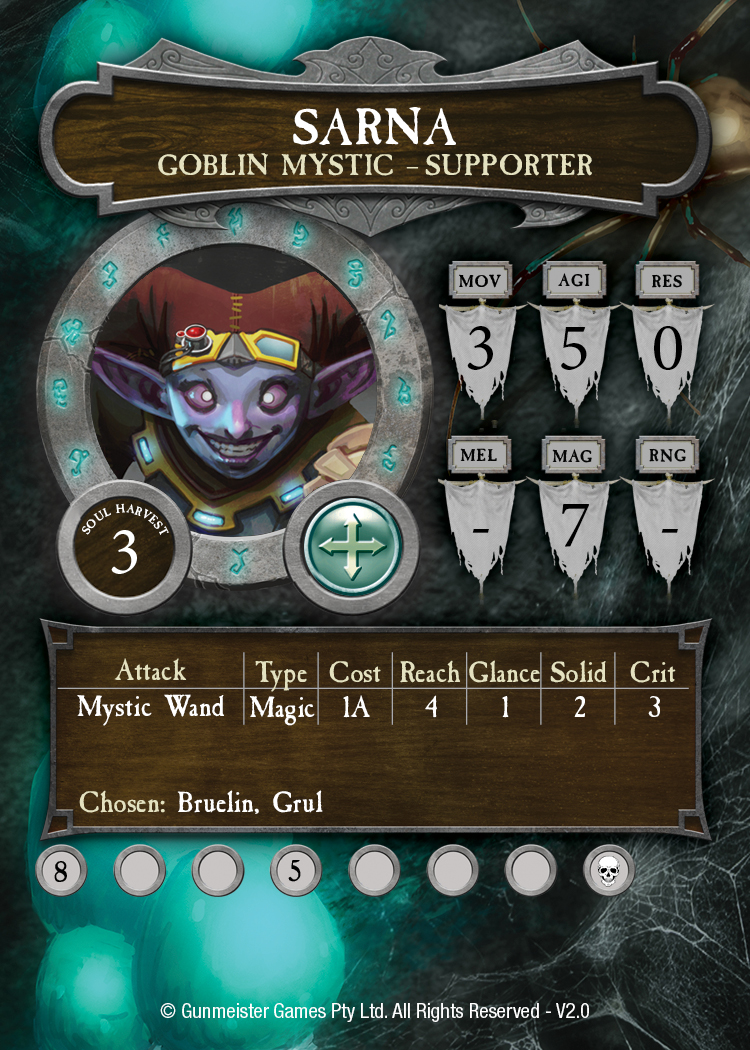 SARNA
GOBLIN MYSTIC – SUPPORTER
MOV AGI RES
3 5 0
MEL MAG RNG
- 7 -
SOUL HARVEST
3
Attack Type Cost Reach Glance Solid Crit
Mystic Wand Magic 1A 4 1 2 3
Chosen: Bruelin, Grul
8 5
© Gunmeister Games Pty Ltd. All Rights Reserved - V2.0